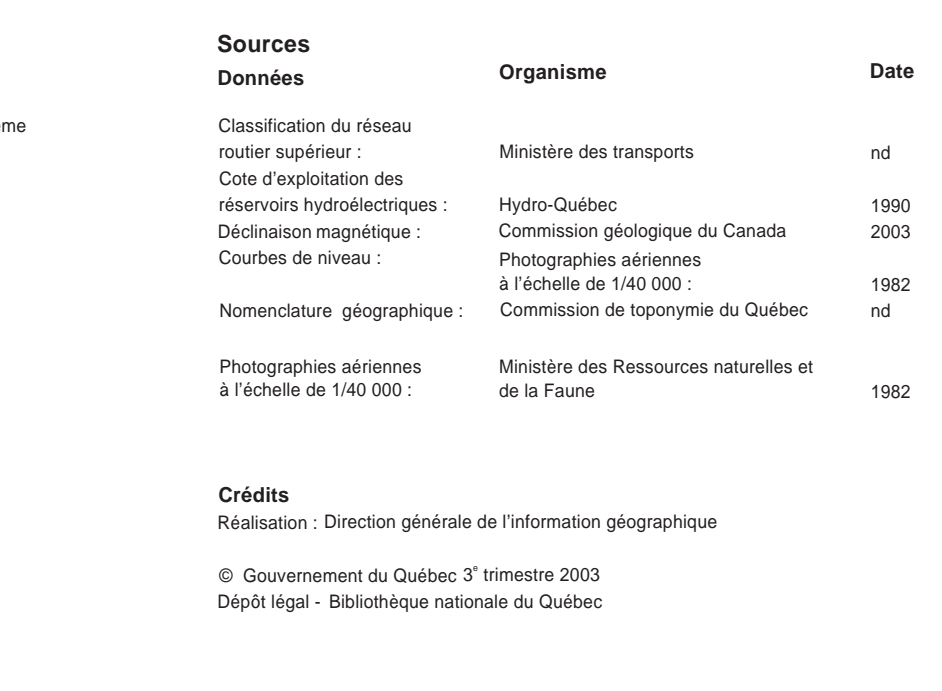 Sources
Données Organisme Date
Classification du réseau
routier supérieur : Ministère des transports nd
Cote d'exploitation des
réservoirs hydroélectriques : Hydro-Québec 1990
Déclinaison magnétique : Commission géologique du Canada 2003
Courbes de niveau : Photographies aériennes
à l'échelle de 1/40 000 : 1982
Nomenclature géographique : Commission de toponymie du Québec nd
Photographies aériennes Ministère des Ressources naturelles et
à l'échelle de 1/40 000 : de la Faune 1982
Crédits
Réalisation : Direction générale de l'information géographique
© Gouvernement du Québec 3e trimestre 2003
Dépôt légal - Bibliothèque nationale du Québec